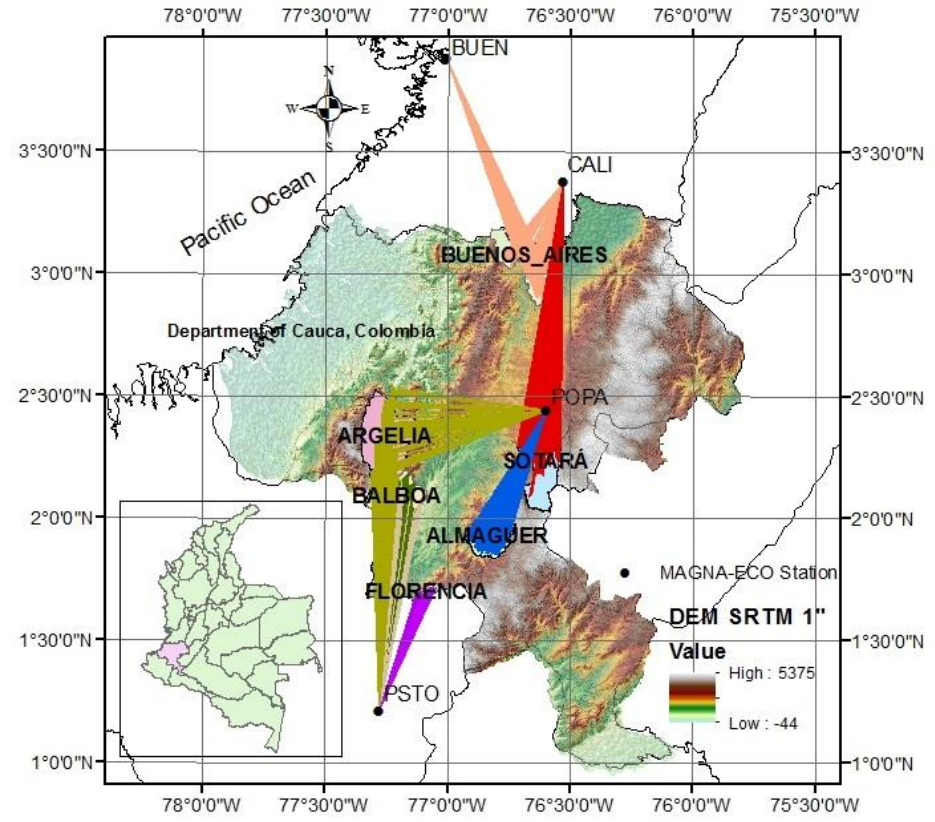 78°0'0"W 77°30'0"W 77°0'0"W 76°30'0"W 76°0'0"W 75°30'0"W
BUEN
N
W E
S
3°30'0"N 3°30'0"N
CALI
Pacific Ocean
BUENOS_AIRES
3°0'0"N 3°0'0"N
Department of Cauca, Colombia
2°30'0"N 2°30'0"N
POPA
ARGELIA
SOTARÁ
BALBOA
2°0'0"N 2°0'0"N
ALMAGUER
MAGNA-ECO Station
FLORENCIA
DEM SRTM 1"
Value
High : 5375
Low : -44
1°30'0"N 1°30'0"N
PSTO
1°0'0"N 1°0'0"N
78°0'0"W 77°30'0"W 77°0'0"W 76°30'0"W 76°0'0"W 75°30'0"W